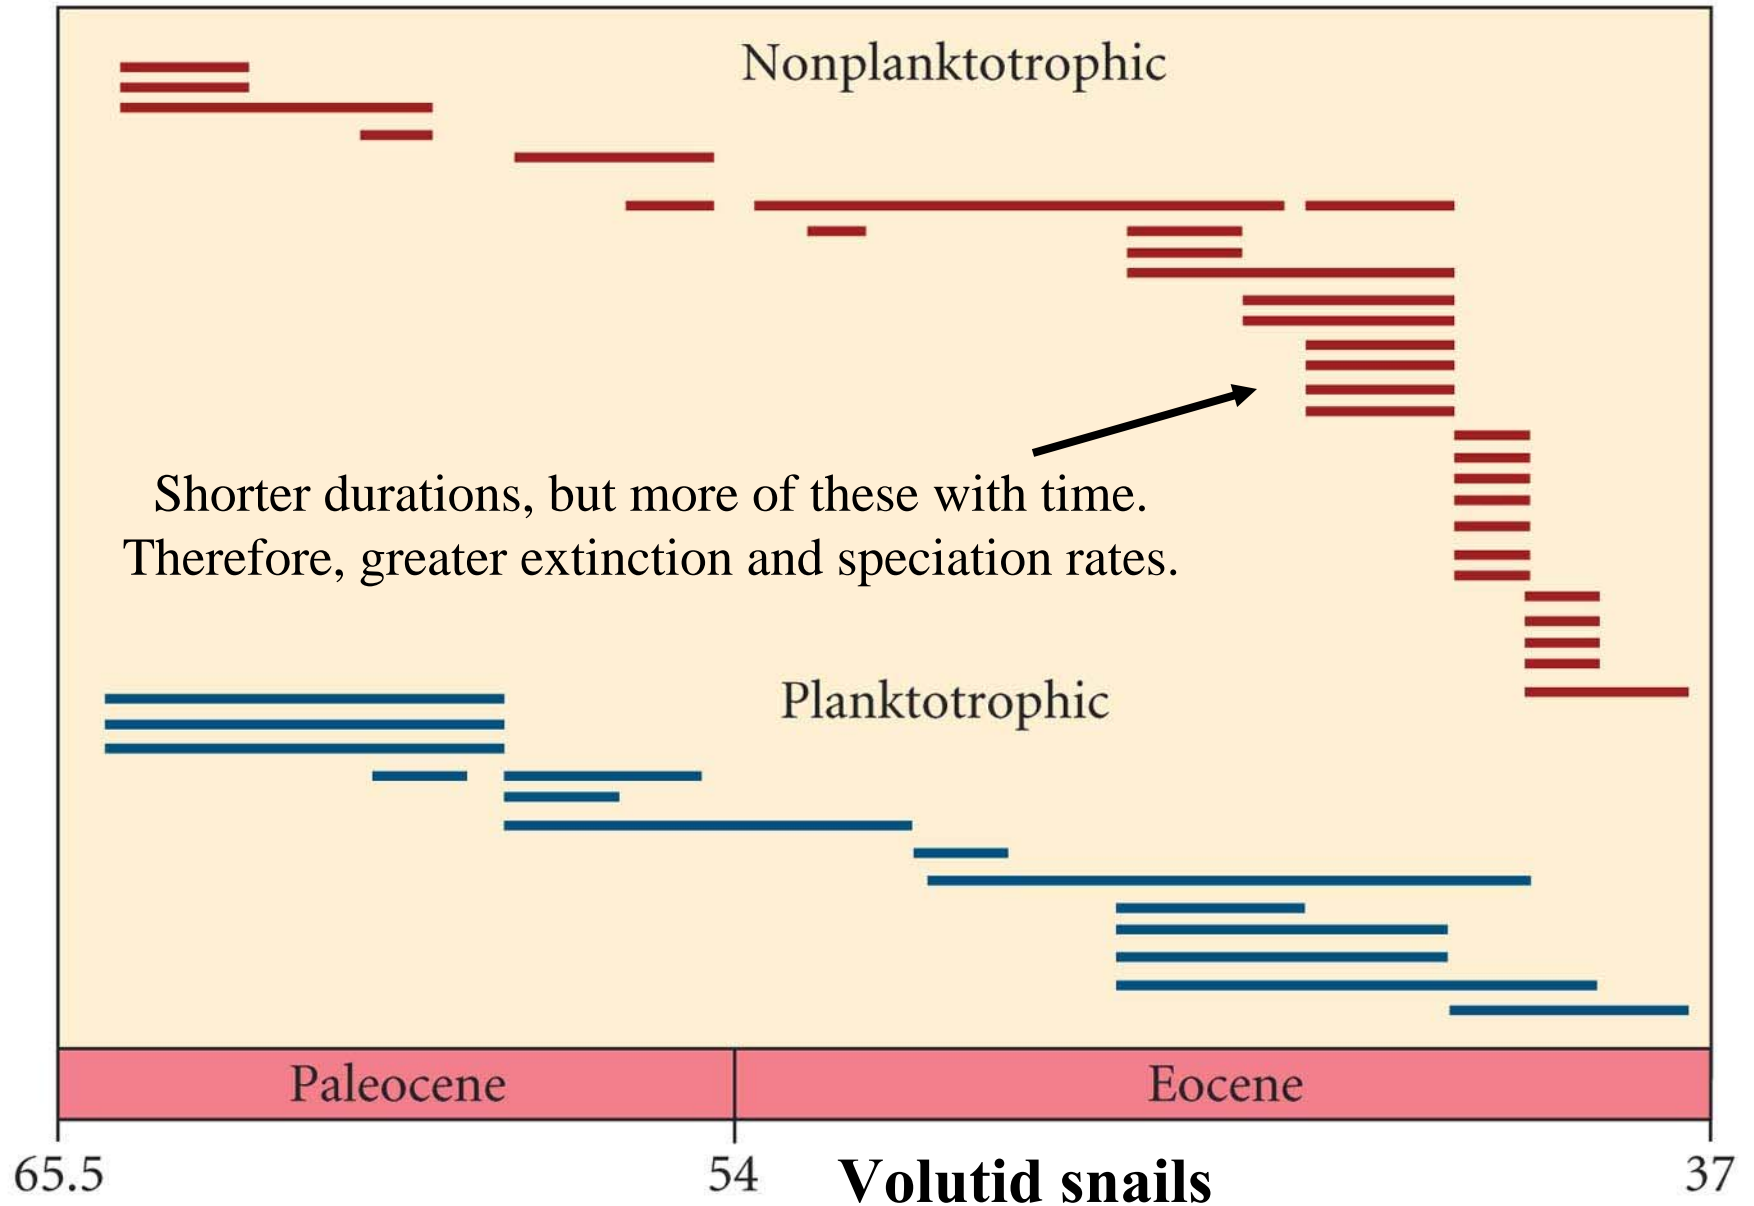 Nonplanktotrophic
Shorter durations, but more of these with time.
Therefore, greater extinction and speciation rates.
Planktotrophic
Paleocene
Eocene
65.5
54
Volutid snails
37